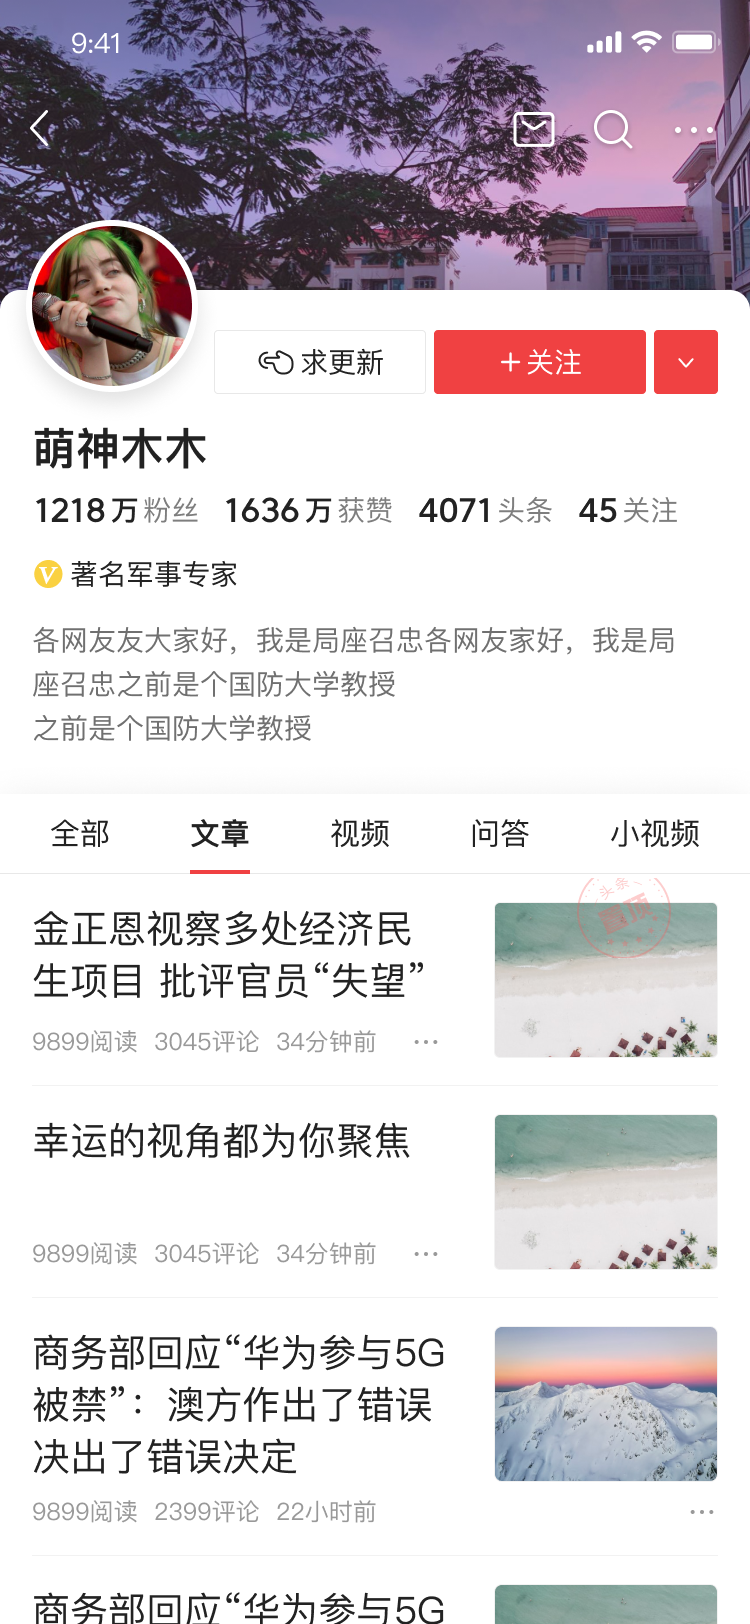 9:41
求更新
+关注
萌神木木
1218万粉丝 1636万获赞 4071头条 45关注
V 著名军事专家
各网友友大家好，我是局座召忠各网友家好，我是局
座召忠之前是个国防大学教授
之前是个国防大学教授
全部 文章 视频 问答 小视频
头条
置顶
金正恩视察多处经济民
生项目 批评官员“失望”
9899阅读 3045评论 34分钟前 ···
幸运的视角都为你聚焦
9899阅读 3045评论 34分钟前 ···
商务部回应“华为参与5G
被禁”：澳方作出了错误
决出了错误决定
9899阅读 2399评论 22小时前 ···
商务部回应“华为参与5G